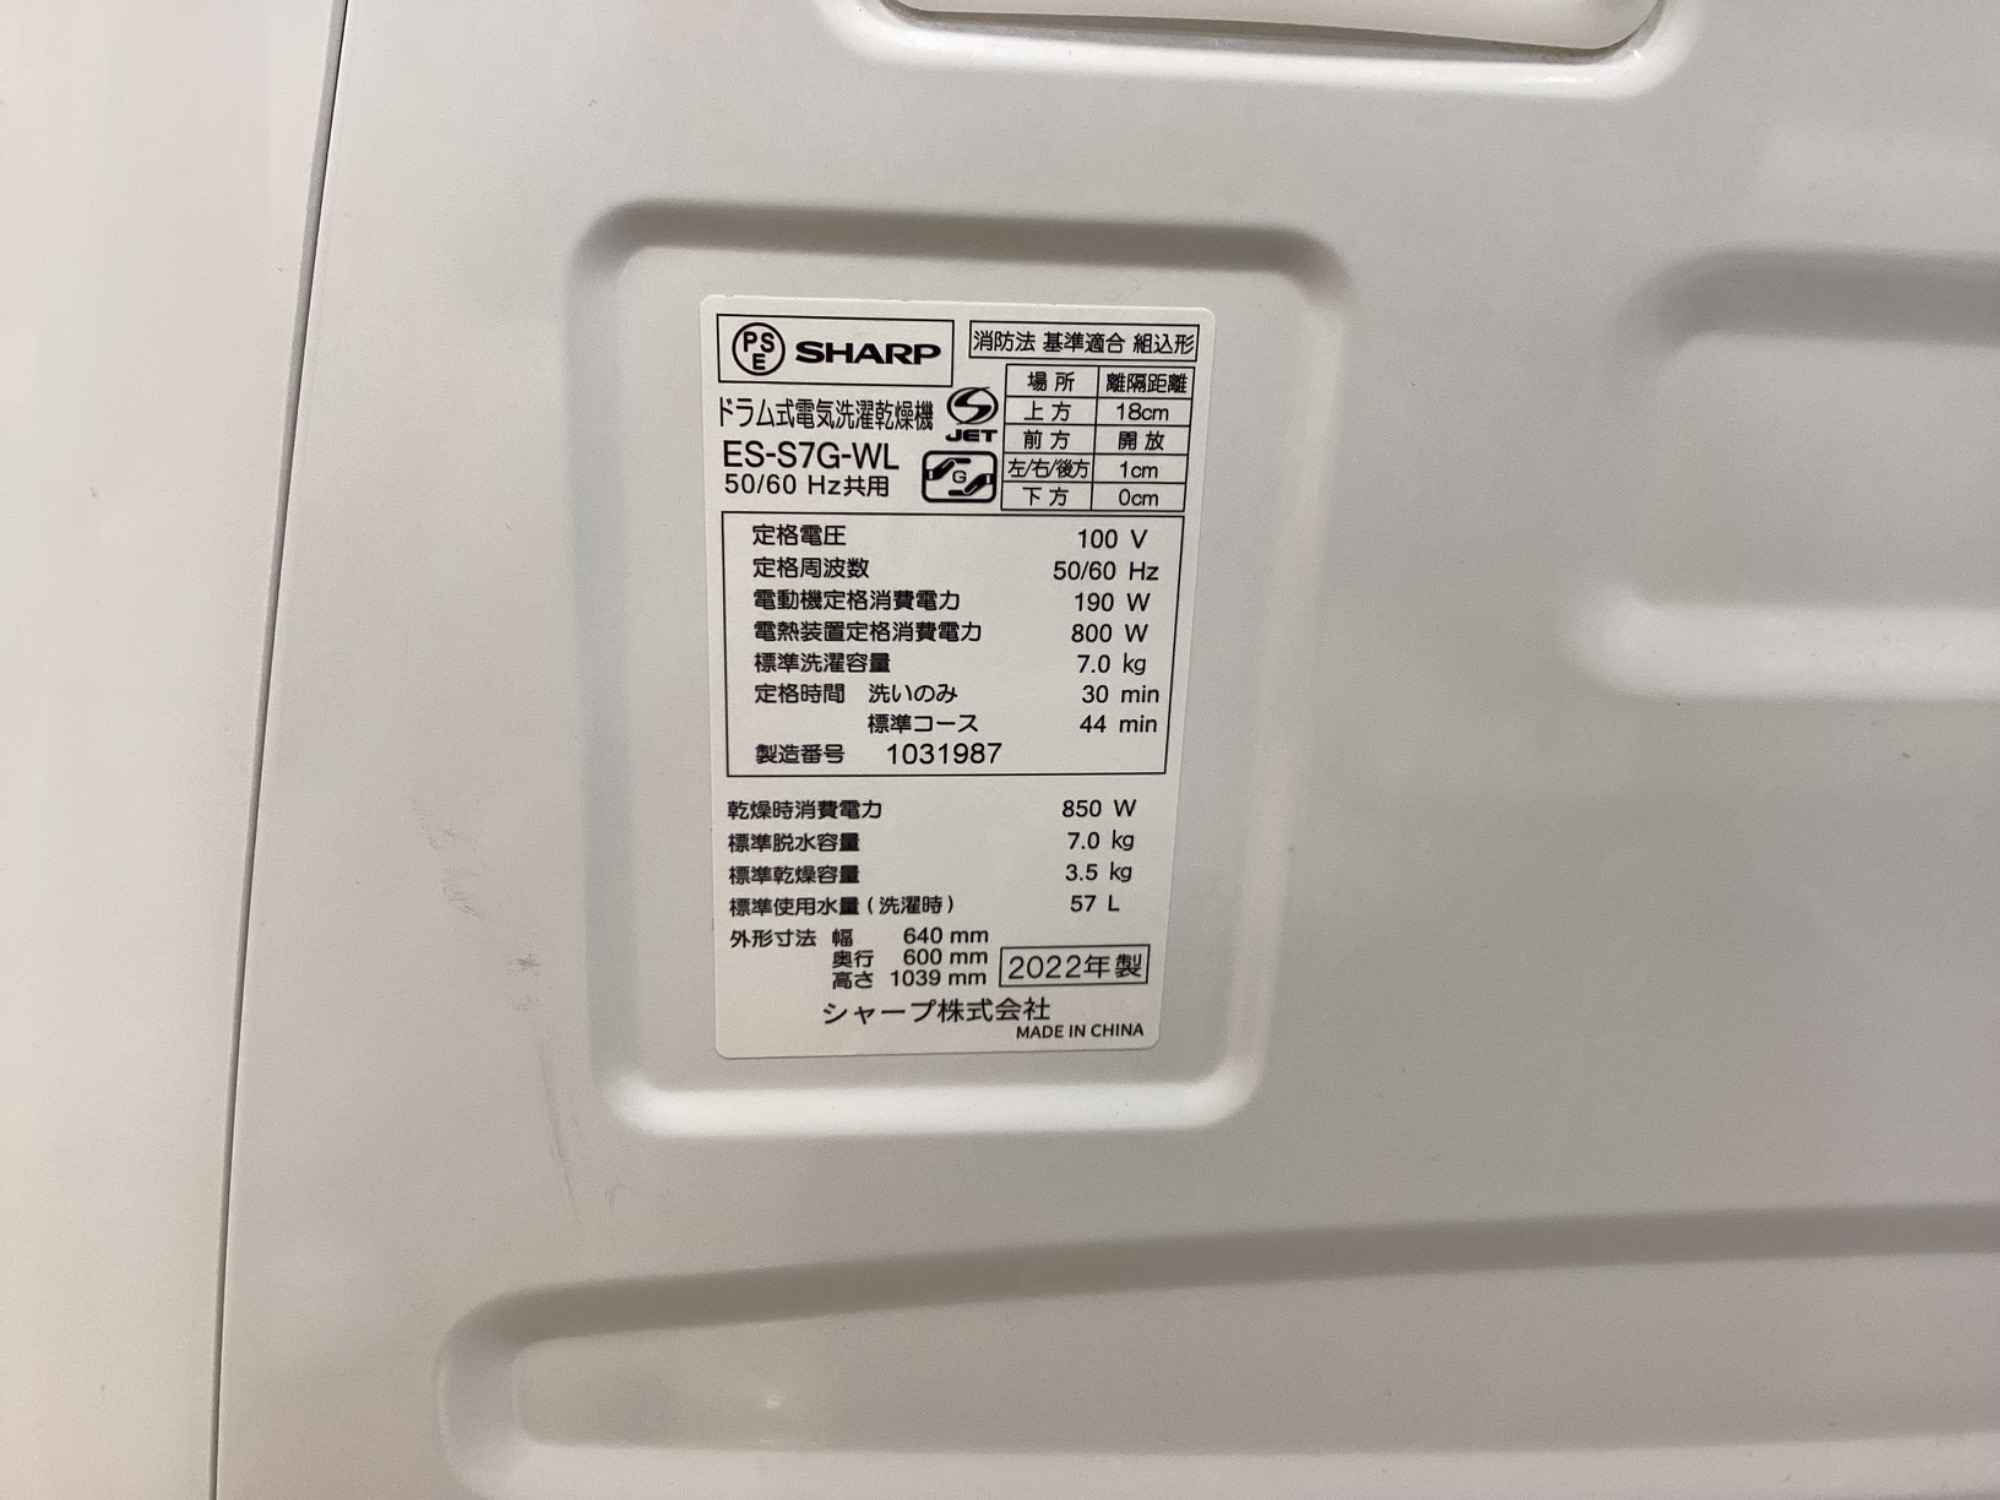 PS
E
SHARP
消防法 基準適合 組込形
場所 離隔距離
上方 18cm
前方 開放
左/右/後方 1cm
下方 0cm
ドラム式電気洗濯乾燥機
JET
ES-S7G-WL
50/60 Hz共用
G
定格電圧 100 V
定格周波数 50/60 Hz
電動機定格消費電力 190 W
電熱装置定格消費電力 800 W
標準洗濯容量 7.0 kg
定格時間 洗いのみ 30 min
標準コース 44 min
製造番号 1031987
乾燥時消費電力 850 W
標準脱水容量 7.0 kg
標準乾燥容量 3.5 kg
標準使用水量(洗濯時) 57 L
外形寸法 幅 640 mm
奥行 600 mm
高さ 1039 mm
2022年製
シャープ株式会社
MADE IN CHINA